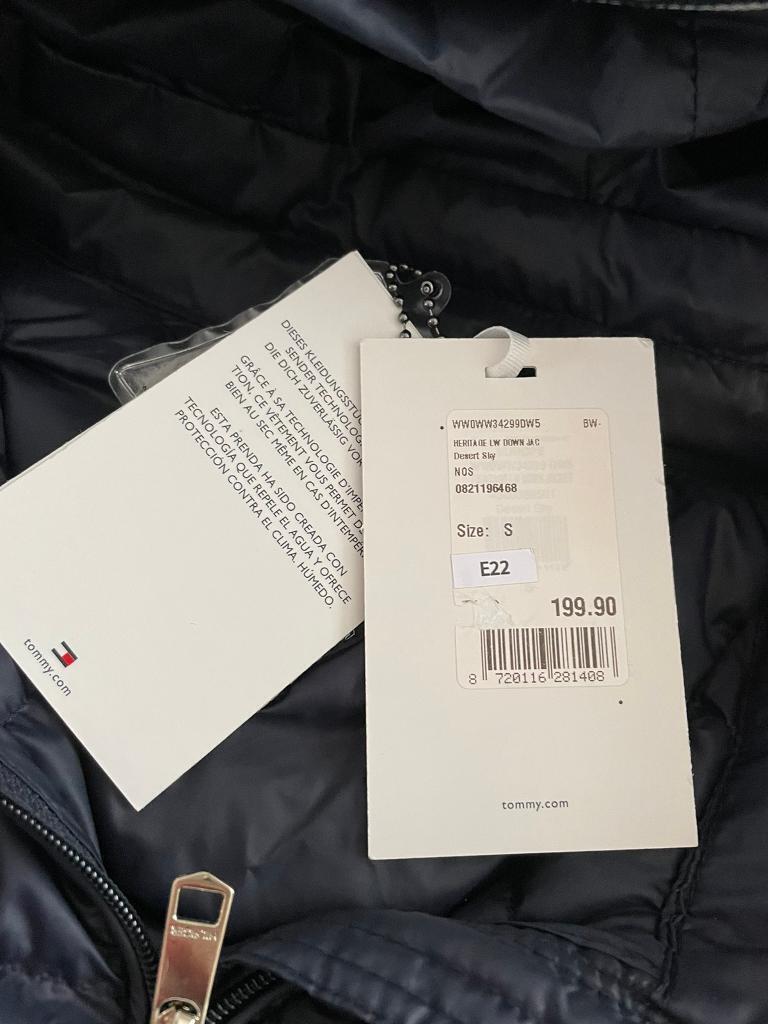 DIESES KLEIDUNGSSTÜC
SENDER TECHNOLOG
DIE DICH ZUVERLÄSSIG VOR
GRÂCE À SA TECHNOLOGIE D'IMPE
TION, CE VÊTEMENT VOUS PERMET D
BIEN AU SEC MÊME EN CAS D'INTEMPÉR
ESTA PRENDA HA SIDO CREADA CON
TECNOLOGÍA QUE REPELE EL AGUA Y OFRECE
PROTECCIÓN CONTRA EL CLIMA. HÚMEDO.
tommy.com
WW0WW34299DW5 BW-
HERITAGE LW DOWN JAC
Desert Sky
NOS
0821196468
Size: S
E22
199.90
8 720116 281408
tommy.com